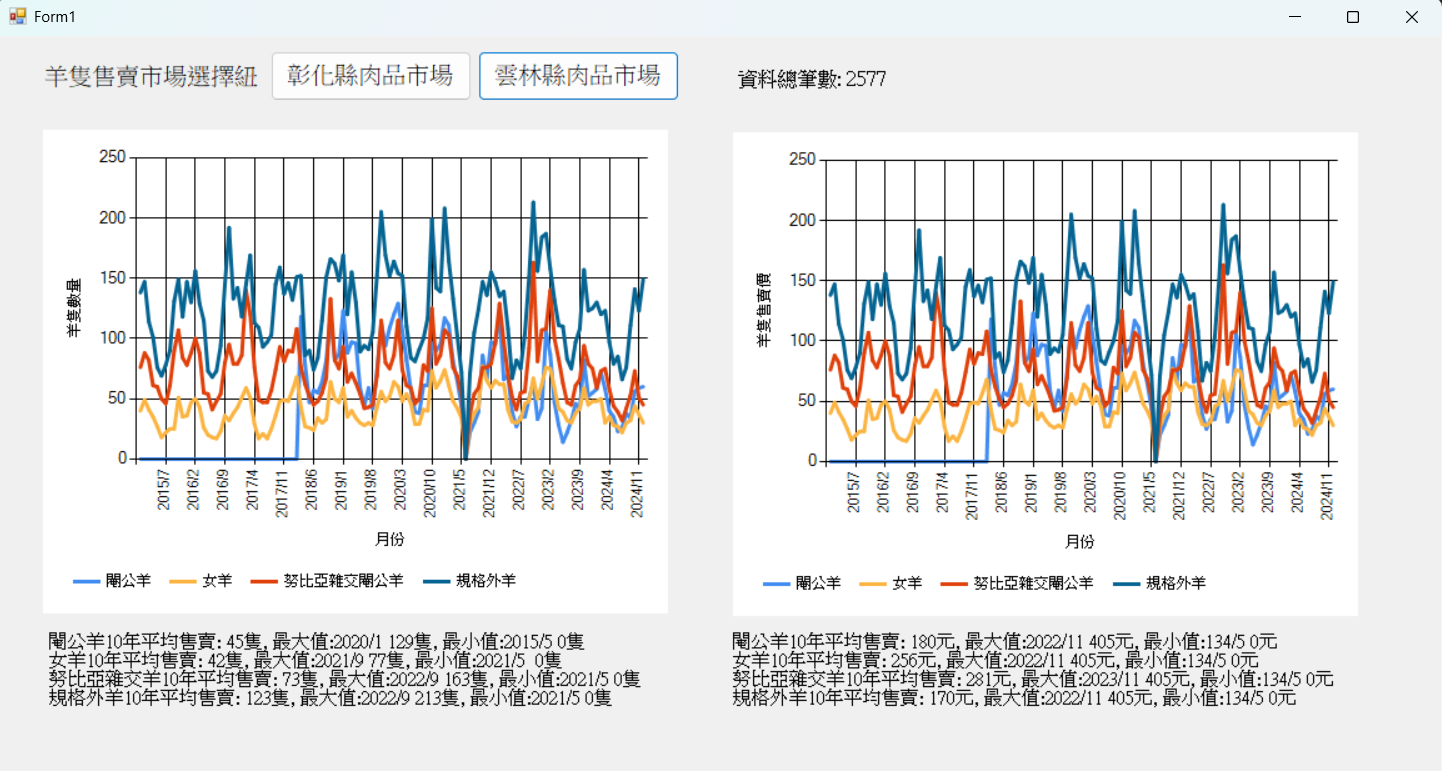 Form1
羊隻售賣市場選擇紐 彰化縣肉品市場 雲林縣肉品市場 資料總筆數: 2577
羊隻數量
250
200
150
100
50
0
2015/7 2016/2 2016/9 2017/4 2017/11 2018/6 2019/1 2019/8 2020/3 2020/10 2021/5 2021/12 2022/7 2023/2 2023/9 2024/4 2024/11
月份
閹公羊 女羊 努比亞雜交閹公羊 規格外羊
羊隻售賣價
250
200
150
100
50
0
2015/7 2016/2 2016/9 2017/4 2017/11 2018/6 2019/1 2019/8 2020/3 2020/10 2021/5 2021/12 2022/7 2023/2 2023/9 2024/4 2024/11
月份
閹公羊 女羊 努比亞雜交閹公羊 規格外羊
閹公羊10年平均售賣: 45隻, 最大值:2020/1 129隻, 最小值:2015/5 0隻
女羊10年平均售賣: 42隻, 最大值:2021/9 77隻, 最小值:2021/5 0隻
努比亞雜交羊10年平均售賣: 73隻, 最大值:2022/9 163隻, 最小值:2021/5 0隻
規格外羊10年平均售賣: 123隻, 最大值:2022/9 213隻, 最小值:2021/5 0隻
閹公羊10年平均售賣: 180元, 最大值:2022/11 405元, 最小值:134/5 0元
女羊10年平均售賣: 256元, 最大值:2022/11 405元, 最小值:134/5 0元
努比亞雜交羊10年平均售賣: 281元, 最大值:2023/11 405元, 最小值:134/5 0元
規格外羊10年平均售賣: 170元, 最大值:2022/11 405元, 最小值:134/5 0元